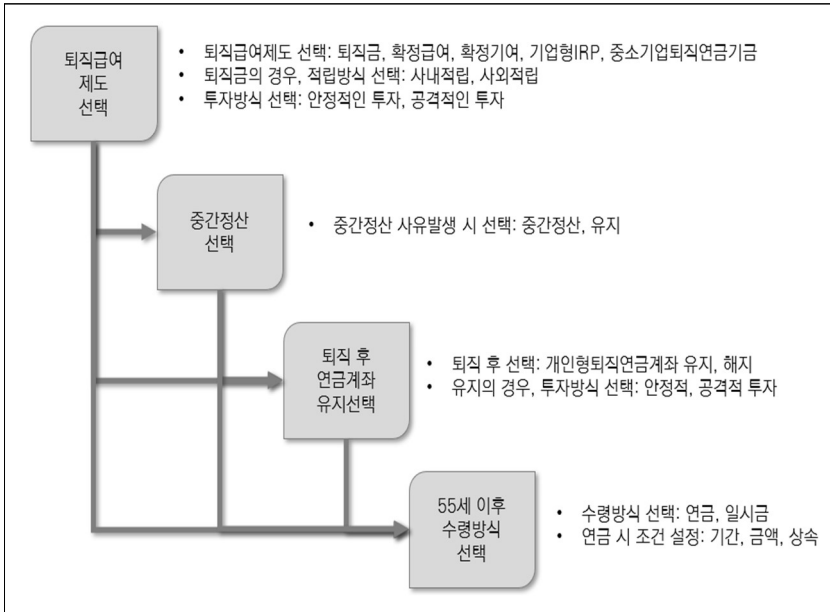 퇴직급여
제도
선택
• 퇴직급여제도 선택: 퇴직금, 확정급여, 확정기여, 기업형IRP, 중소기업퇴직연금기금
• 퇴직금의 경우, 적립방식 선택: 사내적립, 사외적립
• 투자방식 선택: 안정적인 투자, 공격적인 투자
중간정산
선택
• 중간정산 사유발생 시 선택: 중간정산, 유지
퇴직 후
연금계좌
유지선택
• 퇴직 후 선택: 개인형퇴직연금계좌 유지, 해지
• 유지의 경우, 투자방식 선택: 안정적, 공격적 투자
55세 이후
수령방식
선택
• 수령방식 선택: 연금, 일시금
• 연금 시 조건 설정: 기간, 금액, 상속